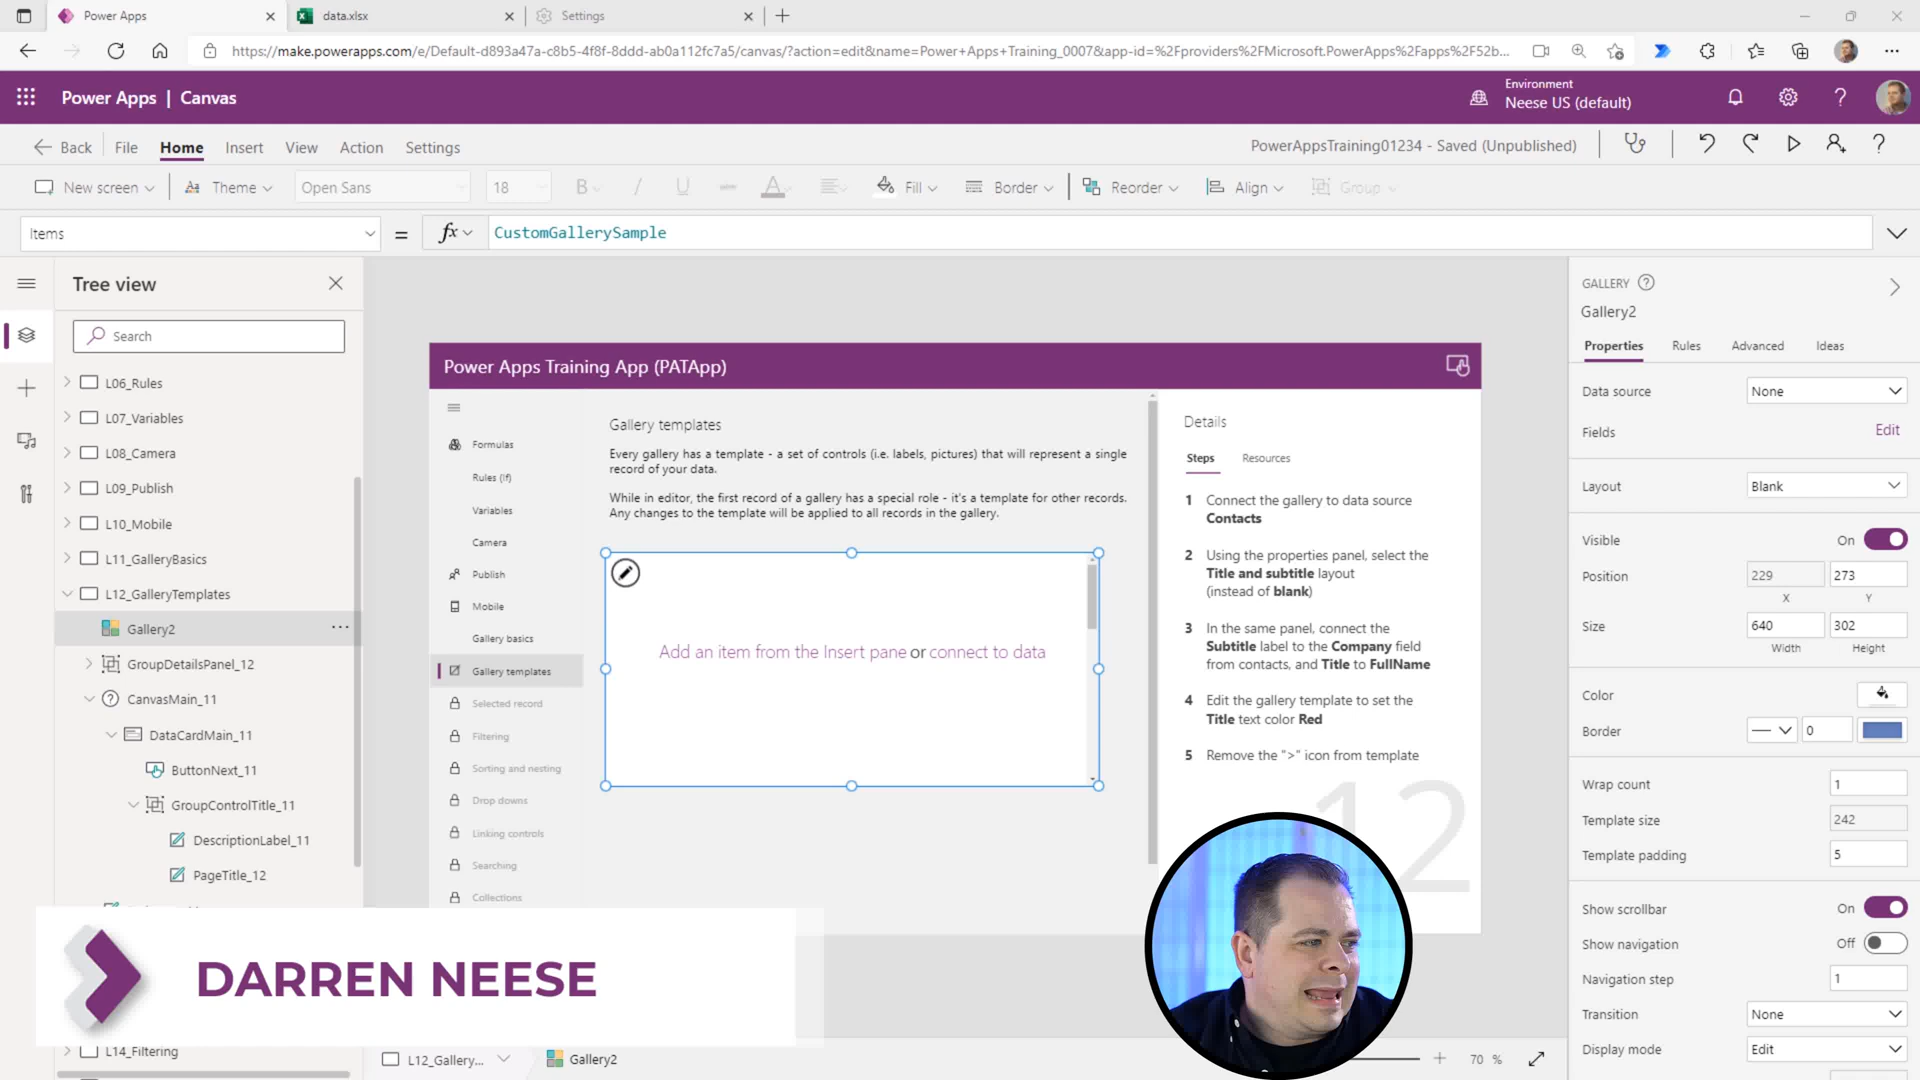 Power Apps
data.xlsx
Settings
https://make.powerapps.com/e/Default-d893a47a-c8b5-4f8f-8ddd-ab0a112fc7a5/canvas/?action=edit&name=Power+Apps+Training_0007&app-id=%2Fproviders%2FMicrosoft.PowerApps%2Fapps%2F52b...
Power Apps | Canvas
Environment
Neese US (default)
Back
File
Home
Insert
View
Action
Settings
PowerAppsTraining01234 - Saved (Unpublished)
New screen
Theme
Open Sans
18
B
Fill
Border
Reorder
Align
Group
Items
=
fx
CustomGallerySample
Tree view
Search
L06_Rules
L07_Variables
L08_Camera
L09_Publish
L10_Mobile
L11_GalleryBasics
L12_GalleryTemplates
Gallery2
GroupDetailsPanel_12
CanvasMain_11
DataCardMain_11
ButtonNext_11
GroupControlTitle_11
DescriptionLabel_11
PageTitle_12
L14_Filtering
Power Apps Training App (PATApp)
Formulas
Rules (If)
Variables
Camera
Publish
Mobile
Gallery basics
Gallery templates
Selected record
Filtering
Sorting and nesting
Drop downs
Linking controls
Searching
Collections
Gallery templates
Every gallery has a template - a set of controls (i.e. labels, pictures) that will represent a single
record of your data.
While in editor, the first record of a gallery has a special role - it's a template for other records.
Any changes to the template will be applied to all records in the gallery.
Add an item from the Insert pane or connect to data
Details
Steps
Resources
1 Connect the gallery to data source
Contacts
2 Using the properties panel, select the
Title and subtitle layout
(instead of blank)
3 In the same panel, connect the
Subtitle label to the Company field
from contacts, and Title to FullName
4 Edit the gallery template to set the
Title text color Red
5 Remove the ">" icon from template
12
GALLERY
Gallery2
Properties
Rules
Advanced
Ideas
Data source
None
Fields
Edit
Layout
Blank
Visible
On
Position
229
273
X
Y
Size
640
302
Width
Height
Color
Border
0
Wrap count
1
Template size
242
Template padding
5
Show scrollbar
On
Show navigation
Off
Navigation step
1
Transition
None
Display mode
Edit
DARREN NEESE
L12_Gallery...
Gallery2
70 %